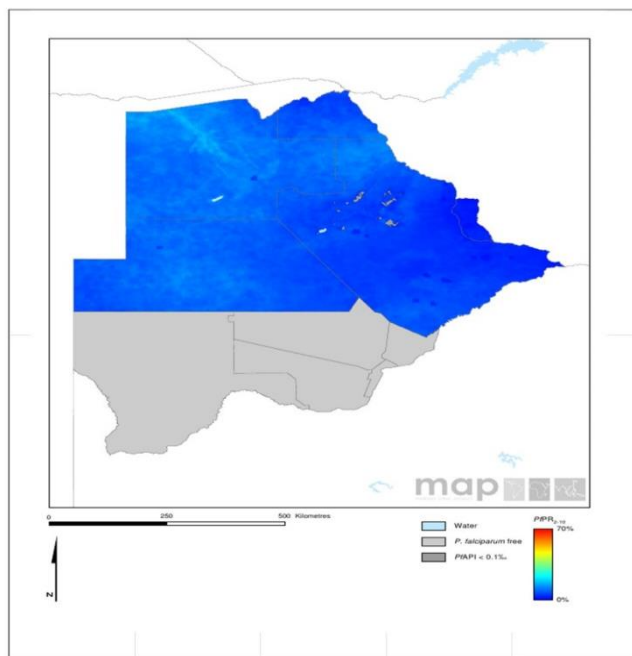 map
0 250 500 Kilometres
Water
P. falciparum free
PfAPI < 0.1‰
PfPR2-10
70%
0%
N